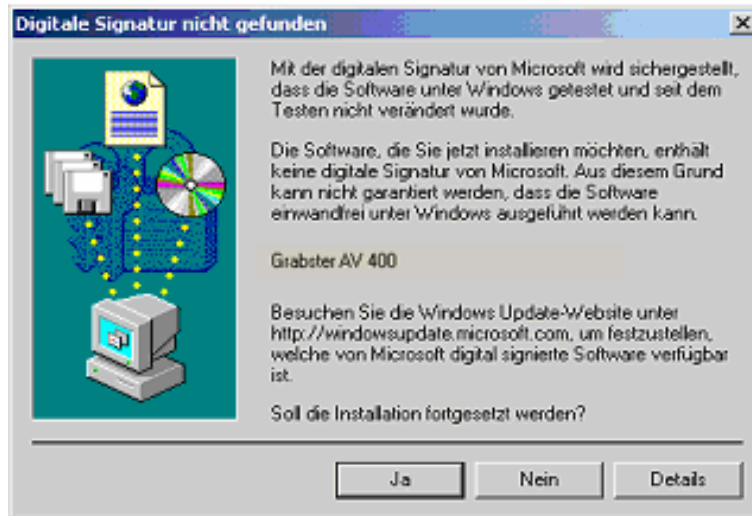 Digitale Signatur nicht gefunden
Mit der digitalen Signatur von Microsoft wird sichergestellt,
dass die Software unter Windows getestet und seit dem
Testen nicht verändert wurde.
Die Software, die Sie jetzt installieren möchten, enthält
keine digitale Signatur von Microsoft. Aus diesem Grund
kann nicht garantiert werden, dass die Software
einwandfrei unter Windows ausgeführt werden kann.
Grabster AV 400
Besuchen Sie die Windows Update-Website unter
http://windowsupdate.microsoft.com, um festzustellen,
welche von Microsoft digital signierte Software verfügbar
ist.
Soll die Installation fortgesetzt werden?
Ja
Nein
Details